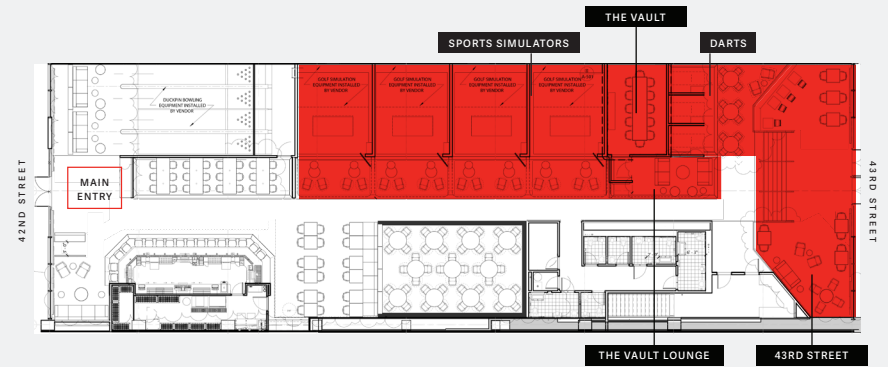 THE VAULT
SPORTS SIMULATORS
DARTS
DUCKPIN BOWLING
EQUIPMENT INSTALLED
BY VENDOR
GOLF SIMULATION
EQUIPMENT INSTALLED
BY VENDOR
GOLF SIMULATION
EQUIPMENT INSTALLED
BY VENDOR
GOLF SIMULATION
EQUIPMENT INSTALLED
BY VENDOR
GOLF SIMULATION
EQUIPMENT INSTALLED
BY VENDOR
42ND STREET
MAIN
ENTRY
43RD STREET
THE VAULT LOUNGE
43RD STREET